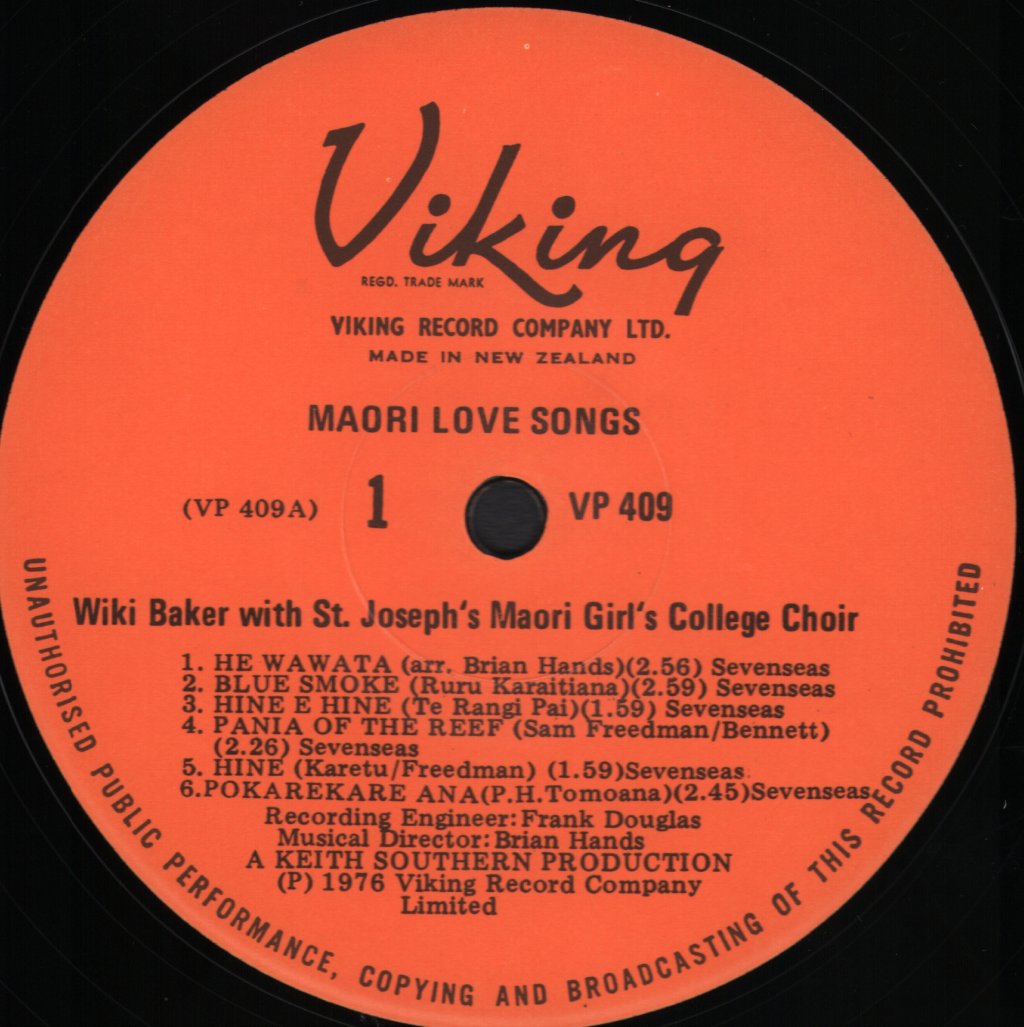 Viking
REGD. TRADE MARK
VIKING RECORD COMPANY LTD.
MADE IN NEW ZEALAND
MAORI LOVE SONGS
(VP 409A) 1 VP 409
Wiki Baker with St. Joseph's Maori Girl's College Choir
1. HE WAWATA (arr. Brian Hands)(2.56) Sevenseas
2. BLUE SMOKE (Ruru Karaitiana)(2.59) Sevenseas
3. HINE E HINE (Te Rangi Pai)(1.59) Sevenseas
4. PANIA OF THE REEF (Sam Freedman/Bennett)
(2.26) Sevenseas
5. HINE (Karetu/Freedman) (1.59)Sevenseas
6.POKAREKARE ANA(P.H.Tomoana)(2.45)Sevenseas
Recording Engineer:Frank Douglas
Musical Director:Brian Hands
A KEITH SOUTHERN PRODUCTION
(P) 1976 Viking Record Company
Limited
UNAUTHORISED PUBLIC PERFORMANCE, COPYING AND BROADCASTING OF THIS RECORD PROHIBITED